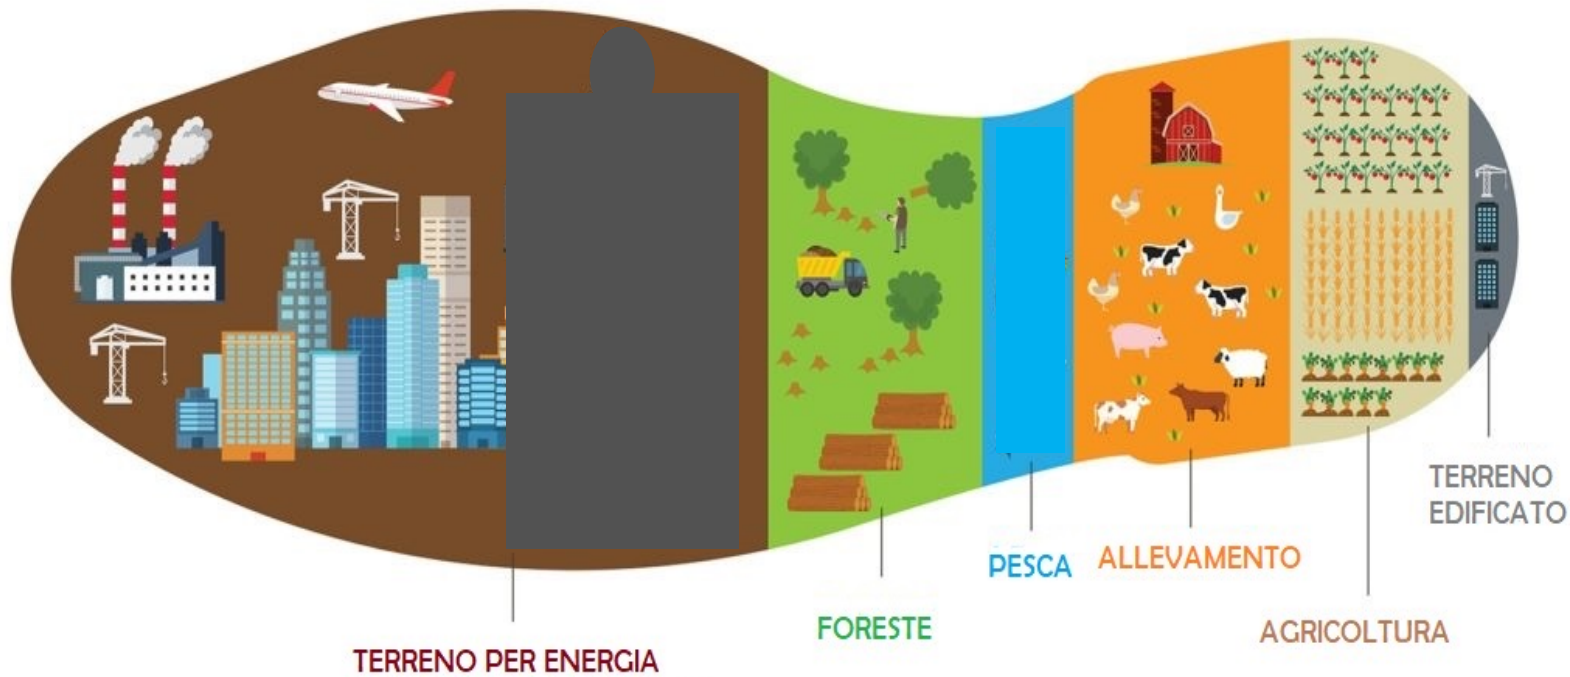 TERRENO PER ENERGIA
FORESTE
PESCA
ALLEVAMENTO
AGRICOLTURA
TERRENO
EDIFICATO